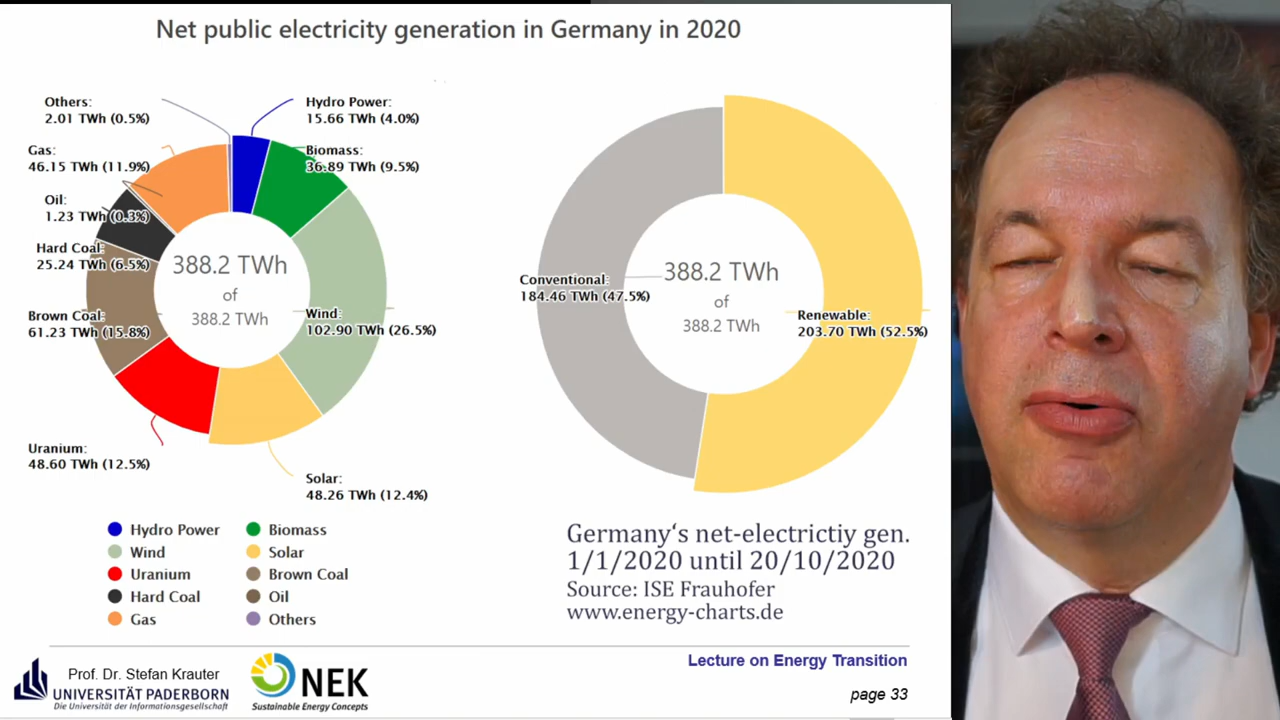 Net public electricity generation in Germany in 2020
Others:
2.01 TWh (0.5%)
Hydro Power:
15.66 TWh (4.0%)
Gas:
46.15 TWh (11.9%)
Biomass:
36.89 TWh (9.5%)
Oil:
1.23 TWh (0.3%)
Hard Coal:
25.24 TWh (6.5%)
388.2 TWh
of
388.2 TWh
Brown Coal:
61.23 TWh (15.8%)
Wind:
102.90 TWh (26.5%)
Uranium:
48.60 TWh (12.5%)
Solar:
48.26 TWh (12.4%)
Conventional:
184.46 TWh (47.5%)
388.2 TWh
of
388.2 TWh
Renewable:
203.70 TWh (52.5%)
Hydro Power
Biomass
Wind
Solar
Uranium
Brown Coal
Hard Coal
Oil
Gas
Others
Germany‘s net-electrictiy gen.
1/1/2020 until 20/10/2020
Source: ISE Frauhofer
www.energy-charts.de
Prof. Dr. Stefan Krauter
UNIVERSITÄT PADERBORN
Die Universität der Informationsgesellschaft
NEK
Sustainable Energy Concepts
Lecture on Energy Transition
page 33